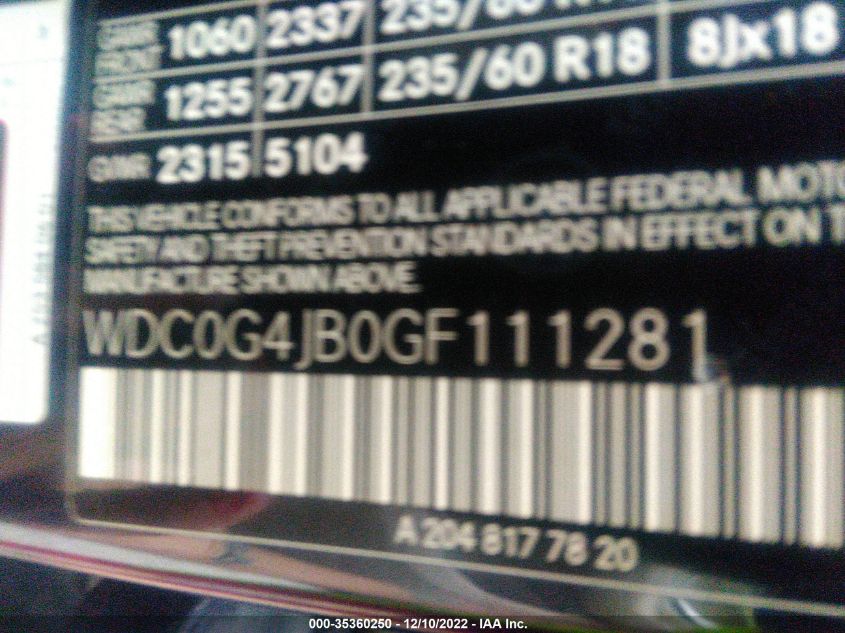 GAWR FRONT 1060 2337 235/60
GAWR REAR 1255 2767 235/60 R18 8Jx18
GVWR 2315 5104
THIS VEHICLE CONFORMS TO ALL APPLICABLE FEDERAL MOTO
SAFETY AND THEFT PREVENTION STANDARDS IN EFFECT ON T
MANUFACTURE SHOWN ABOVE.
WDC0G4JB0GF111281
A 204 817 78 20
000-35360250 - 12/10/2022 - IAA Inc.